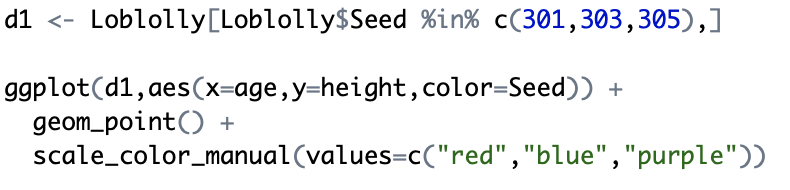 d1 <- Loblolly[Loblolly$Seed %in% c(301,303,305),]
ggplot(d1,aes(x=age,y=height,color=Seed)) +
  geom_point() +
  scale_color_manual(values=c("red","blue","purple"))